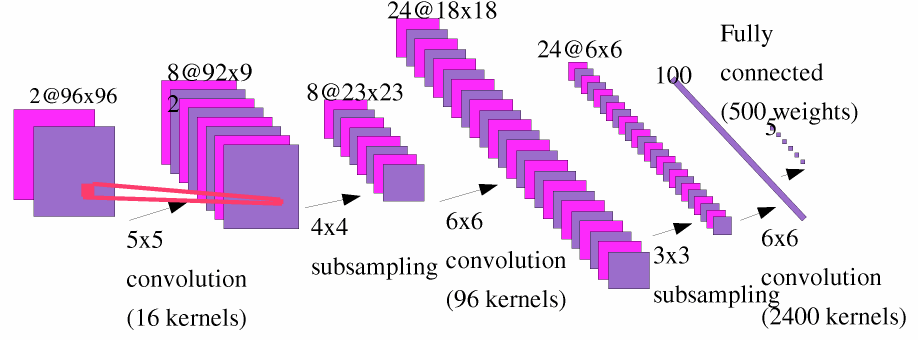 2@96x96
8@92x9
2
8@23x23
24@18x18
24@6x6
100
Fully
connected
(500 weights)
5
5x5
convolution
(16 kernels)
4x4
subsampling
6x6
convolution
(96 kernels)
3x3
subsampling
6x6
convolution
(2400 kernels)